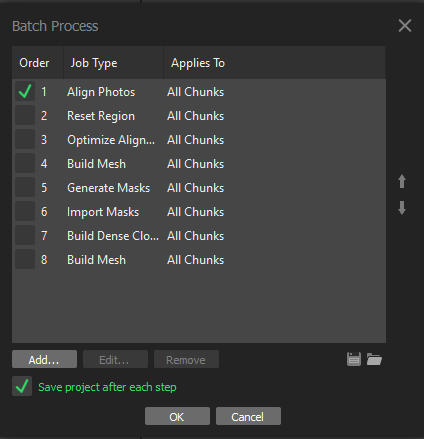 Batch Process
Order Job Type Applies To
1 Align Photos All Chunks
2 Reset Region All Chunks
3 Optimize Align... All Chunks
4 Build Mesh All Chunks
5 Generate Masks All Chunks
6 Import Masks All Chunks
7 Build Dense Clo... All Chunks
8 Build Mesh All Chunks
Add... Edit... Remove
Save project after each step
OK Cancel